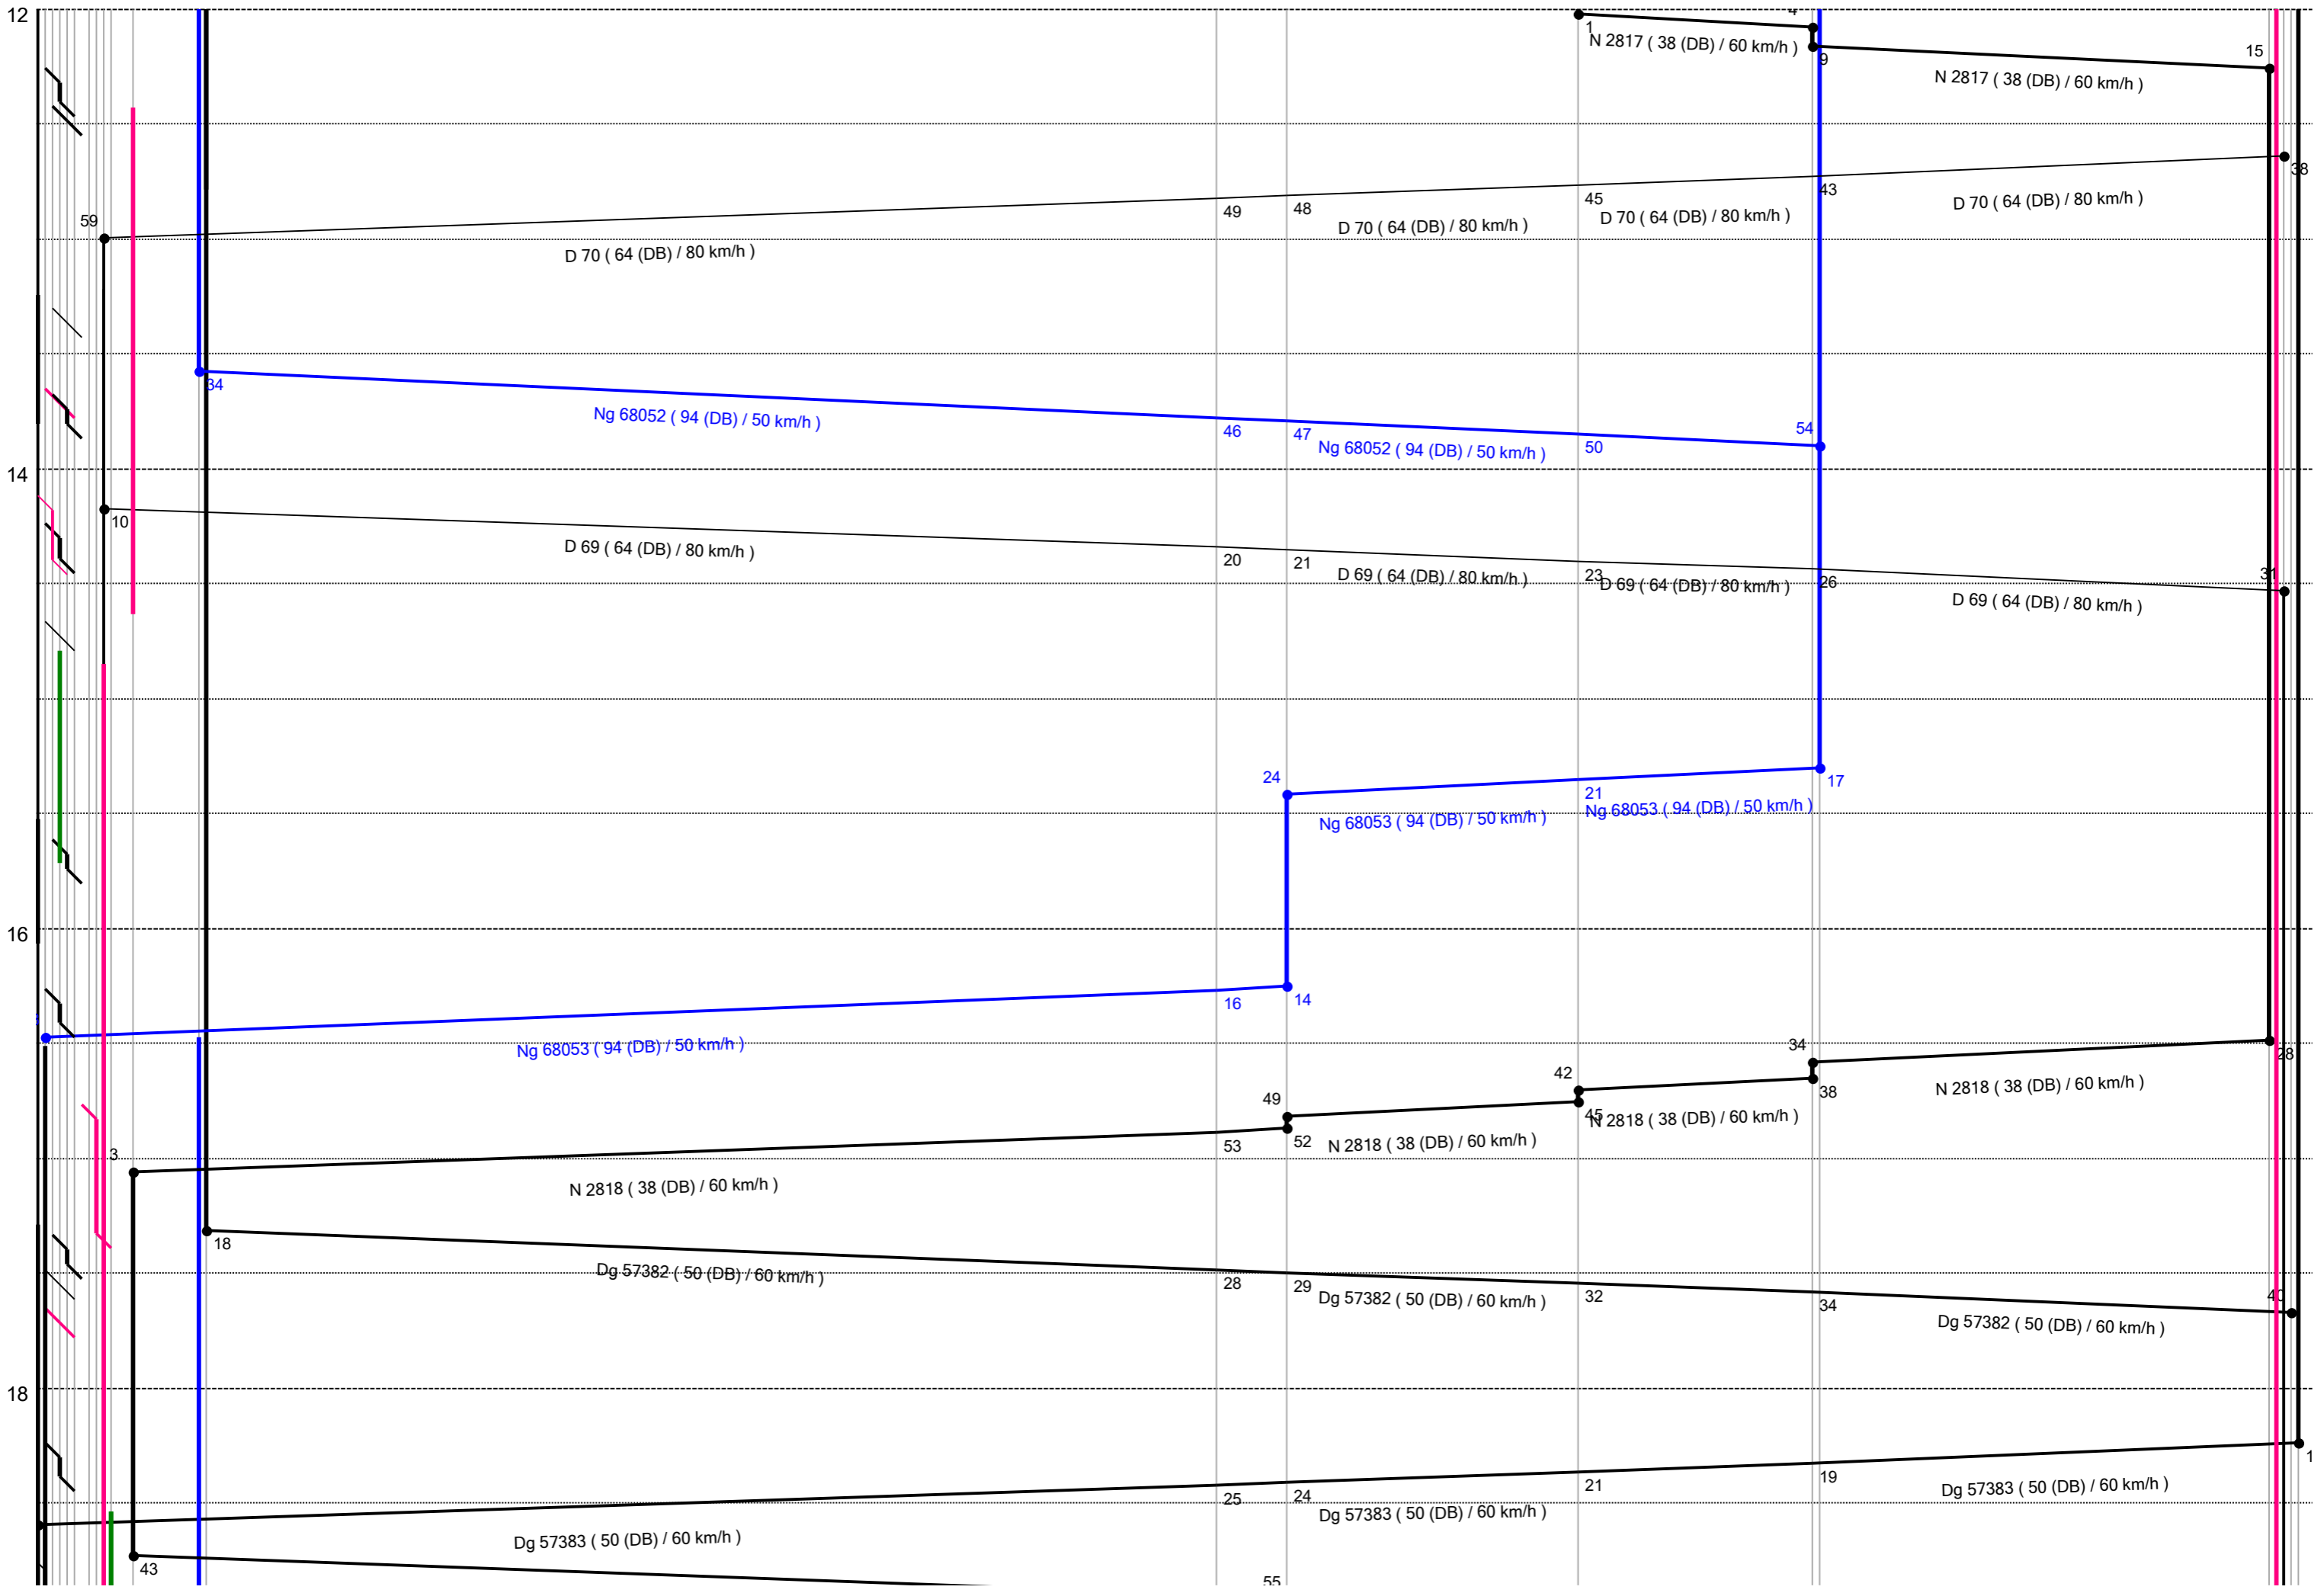 12
4
1
N 2817 ( 38 (DB) / 60 km/h )
9
15
N 2817 ( 38 (DB) / 60 km/h )
38
59
49
48
45
43
D 70 ( 64 (DB) / 80 km/h )
D 70 ( 64 (DB) / 80 km/h )
D 70 ( 64 (DB) / 80 km/h )
D 70 ( 64 (DB) / 80 km/h )
34
Ng 68052 ( 94 (DB) / 50 km/h )
46
47
Ng 68052 ( 94 (DB) / 50 km/h )
50
54
14
10
D 69 ( 64 (DB) / 80 km/h )
20
21
D 69 ( 64 (DB) / 80 km/h )
23
D 69 ( 64 (DB) / 80 km/h )
26
31
D 69 ( 64 (DB) / 80 km/h )
24
17
21
Ng 68053 ( 94 (DB) / 50 km/h )
Ng 68053 ( 94 (DB) / 50 km/h )
16
16
14
Ng 68053 ( 94 (DB) / 50 km/h )
34
28
42
38
N 2818 ( 38 (DB) / 60 km/h )
49
45
N 2818 ( 38 (DB) / 60 km/h )
3
53
52
N 2818 ( 38 (DB) / 60 km/h )
N 2818 ( 38 (DB) / 60 km/h )
18
Dg 57382 ( 50 (DB) / 60 km/h )
28
29
Dg 57382 ( 50 (DB) / 60 km/h )
32
34
40
Dg 57382 ( 50 (DB) / 60 km/h )
18
1
25
24
21
19
Dg 57383 ( 50 (DB) / 60 km/h )
Dg 57383 ( 50 (DB) / 60 km/h )
Dg 57383 ( 50 (DB) / 60 km/h )
43
55